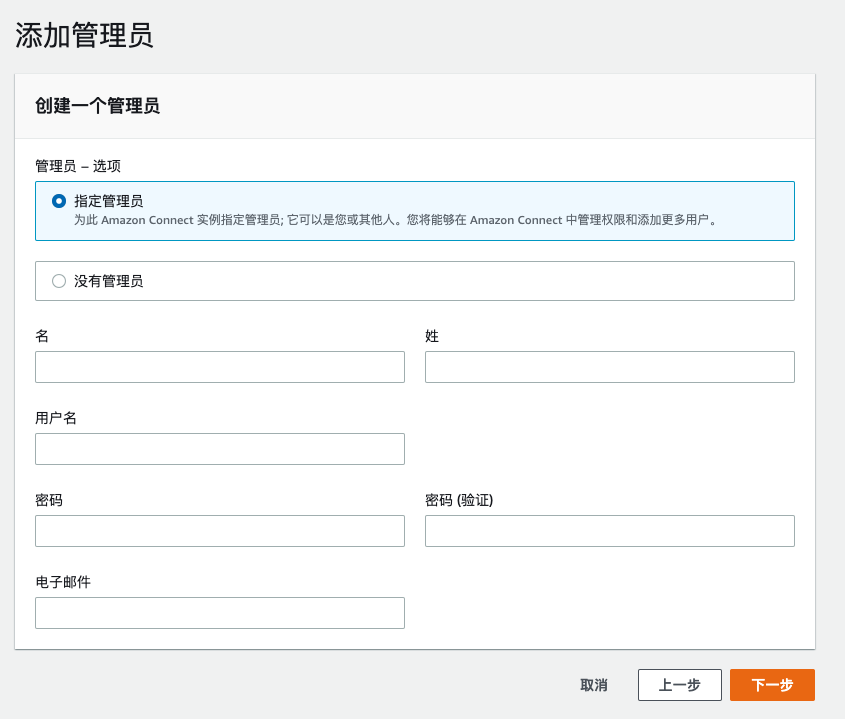 添加管理员
创建一个管理员
管理员 – 选项
指定管理员
为此 Amazon Connect 实例指定管理员; 它可以是您或其他人。您将能够在 Amazon Connect 中管理权限和添加更多用户。
没有管理员
名 姓
用户名
密码 密码 (验证)
电子邮件
取消 上一步 下一步